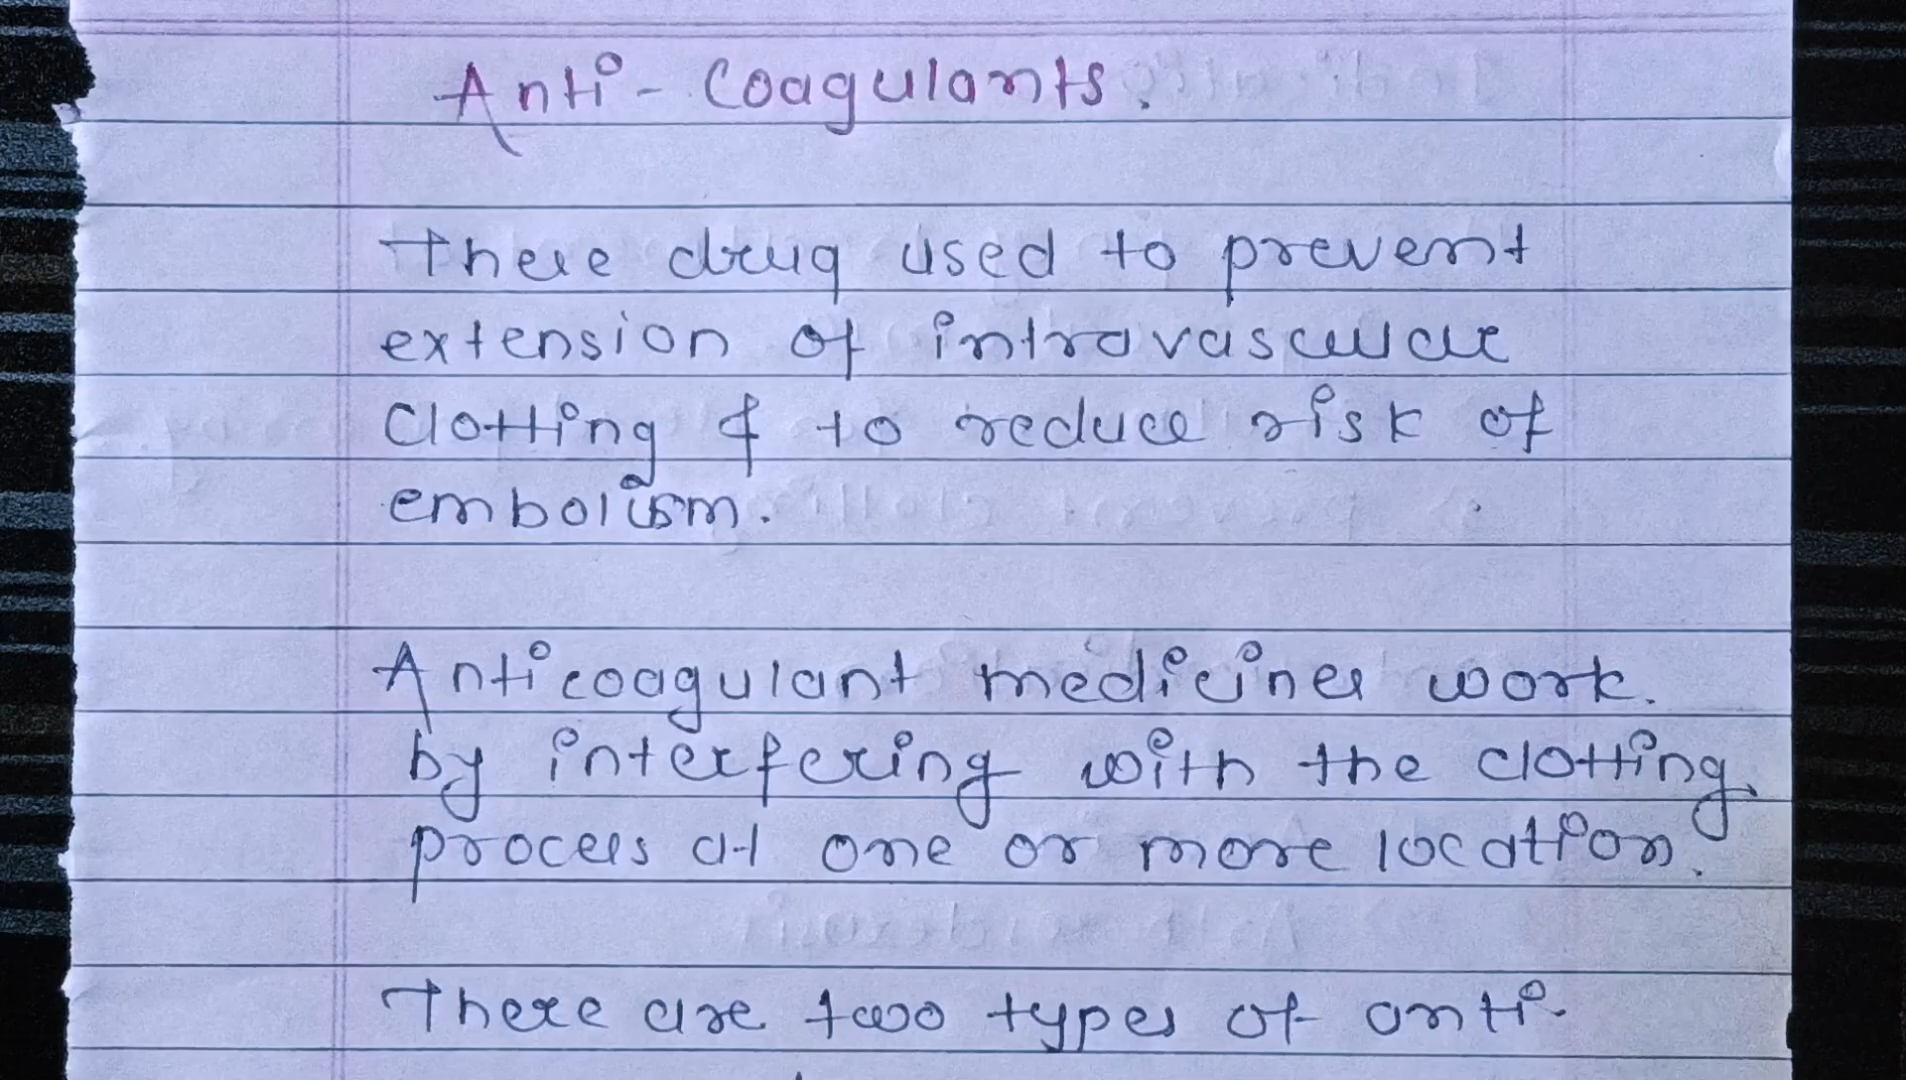 Anti-Coagulants.
These drug used to prevent
extension of intravascular
Clotting & to reduce risk of
embolism.
Anticoagulant medicines work.
by interfering with the clotting
process at one or more location.
There are two types of anti-